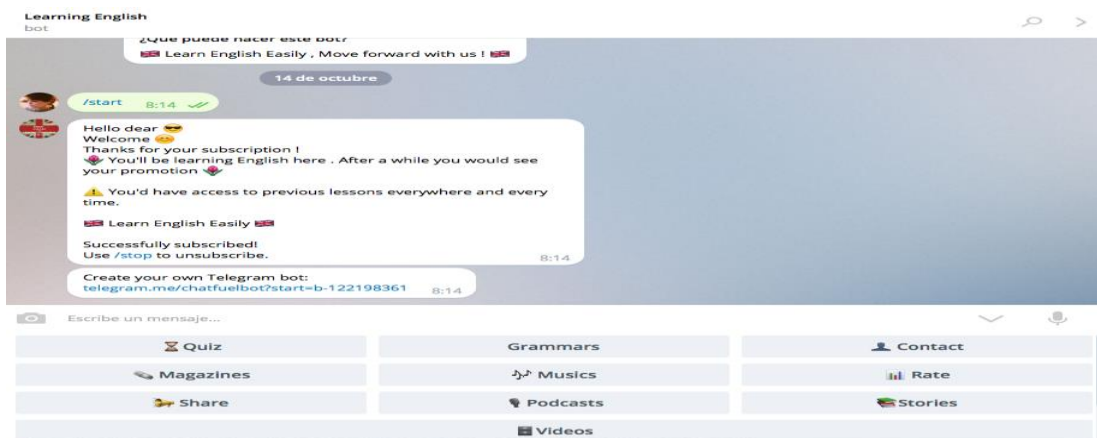 Learning English
bot
¿Qué puede hacer este bot?
🇬🇧 Learn English Easily , Move forward with us ! 🇬🇧
14 de octubre
/start 8:14
Hello dear 😎
Welcome 😊
Thanks for your subscription !
🌷 You'll be learning English here . After a while you would see
your promotion 🌷
⚠️ You'd have access to previous lessons everywhere and every
time.
🇬🇧 Learn English Easily 🇬🇧
Successfully subscribed!
Use /stop to unsubscribe.
8:14
Create your own Telegram bot:
telegram.me/chatfuelbot?start=b-122198361 8:14
Escribe un mensaje...
⏳ Quiz
Grammars
👤 Contact
🗞 Magazines
🎶 Musics
📊 Rate
📯 Share
🗣 Podcasts
📚 Stories
🎞 Videos